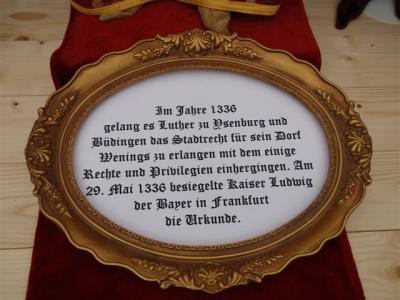 Im Jahre 1336
gelang es Luther zu Ysenburg und
Büdingen das Stadtrecht für sein Dorf
Wenings zu erlangen mit dem einige
Rechte und Privilegien einhergingen. Am
29. Mai 1336 besiegelte Kaiser Ludwig
der Bayer in Frankfurt
die Urkunde.